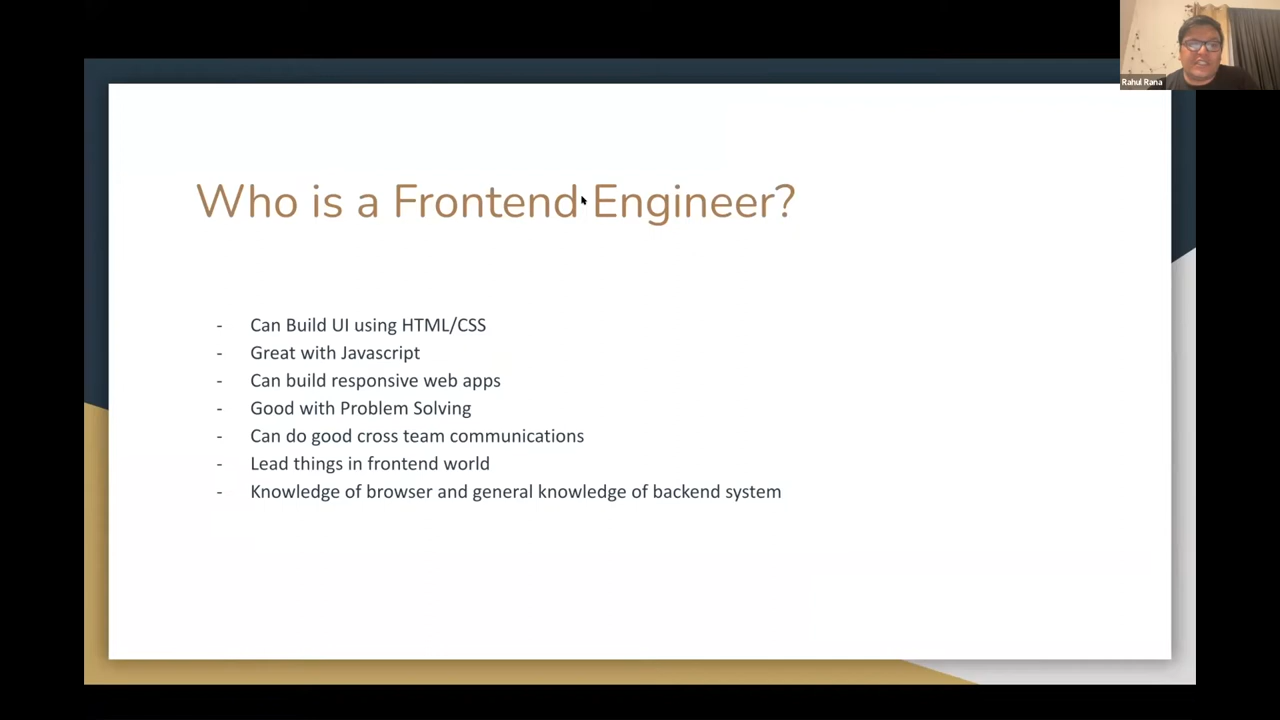 Rahul Rana
Who is a Frontend Engineer?
- Can Build UI using HTML/CSS
- Great with Javascript
- Can build responsive web apps
- Good with Problem Solving
- Can do good cross team communications
- Lead things in frontend world
- Knowledge of browser and general knowledge of backend system